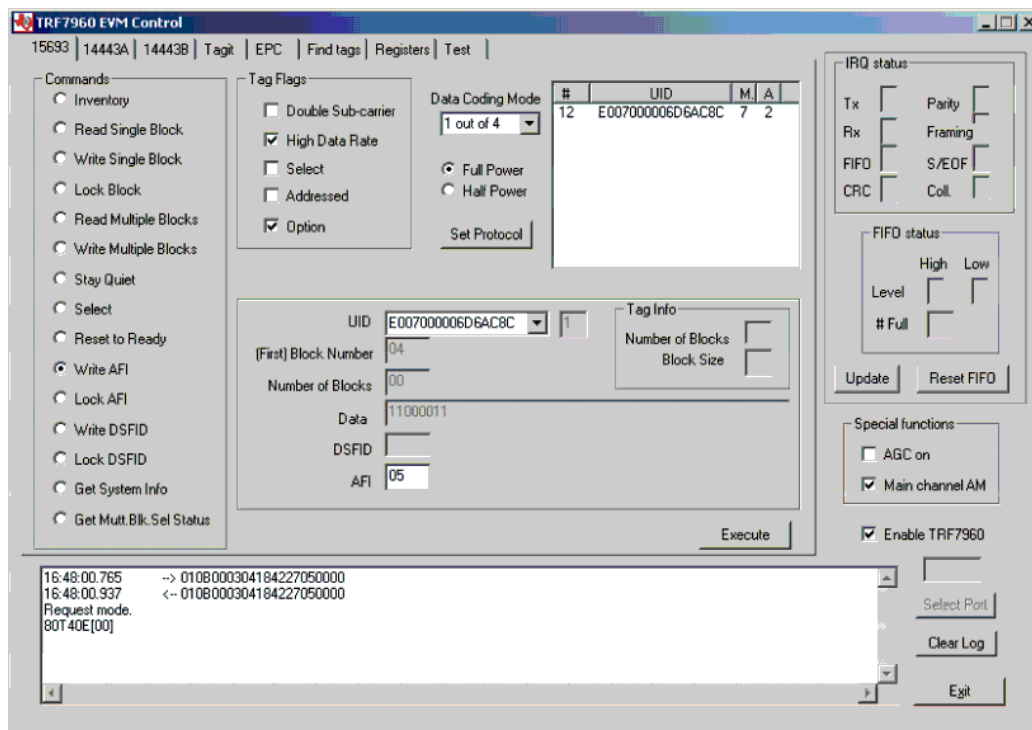 TRF7960 EVM Control
15693 14443A 14443B Tagit EPC Find tags Registers Test
Commands
Inventory
Read Single Block
Write Single Block
Lock Block
Read Multiple Blocks
Write Multiple Blocks
Stay Quiet
Select
Reset to Ready
Write AFI
Lock AFI
Write DSFID
Lock DSFID
Get System Info
Get Mutt.Blk.Sel Status
Tag Flags
Double Sub-carrier
High Data Rate
Select
Addressed
Option
Data Coding Mode
1 out of 4
Full Power
Half Power
Set Protocol
# UID M. A
12 E007000006D6AC8C 7 2
UID E007000006D6AC8C 1
(First) Block Number 04
Number of Blocks 00
Data 11000011
DSFID
AFI 05
Tag Info
Number of Blocks
Block Size
Execute
IRQ status
Tx Parity
Rx Framing
FIFO S/EOF
CRC Coll.
FIFO status
High Low
Level
# Full
Update Reset FIFO
Special functions
AGC on
Main channel AM
Enable TRF7960
Select Port
Clear Log
Exit
16:48:00.765 --> 010B000304184227050000
16:48:00.937 <-- 010B000304184227050000
Request mode.
80T40E[00]